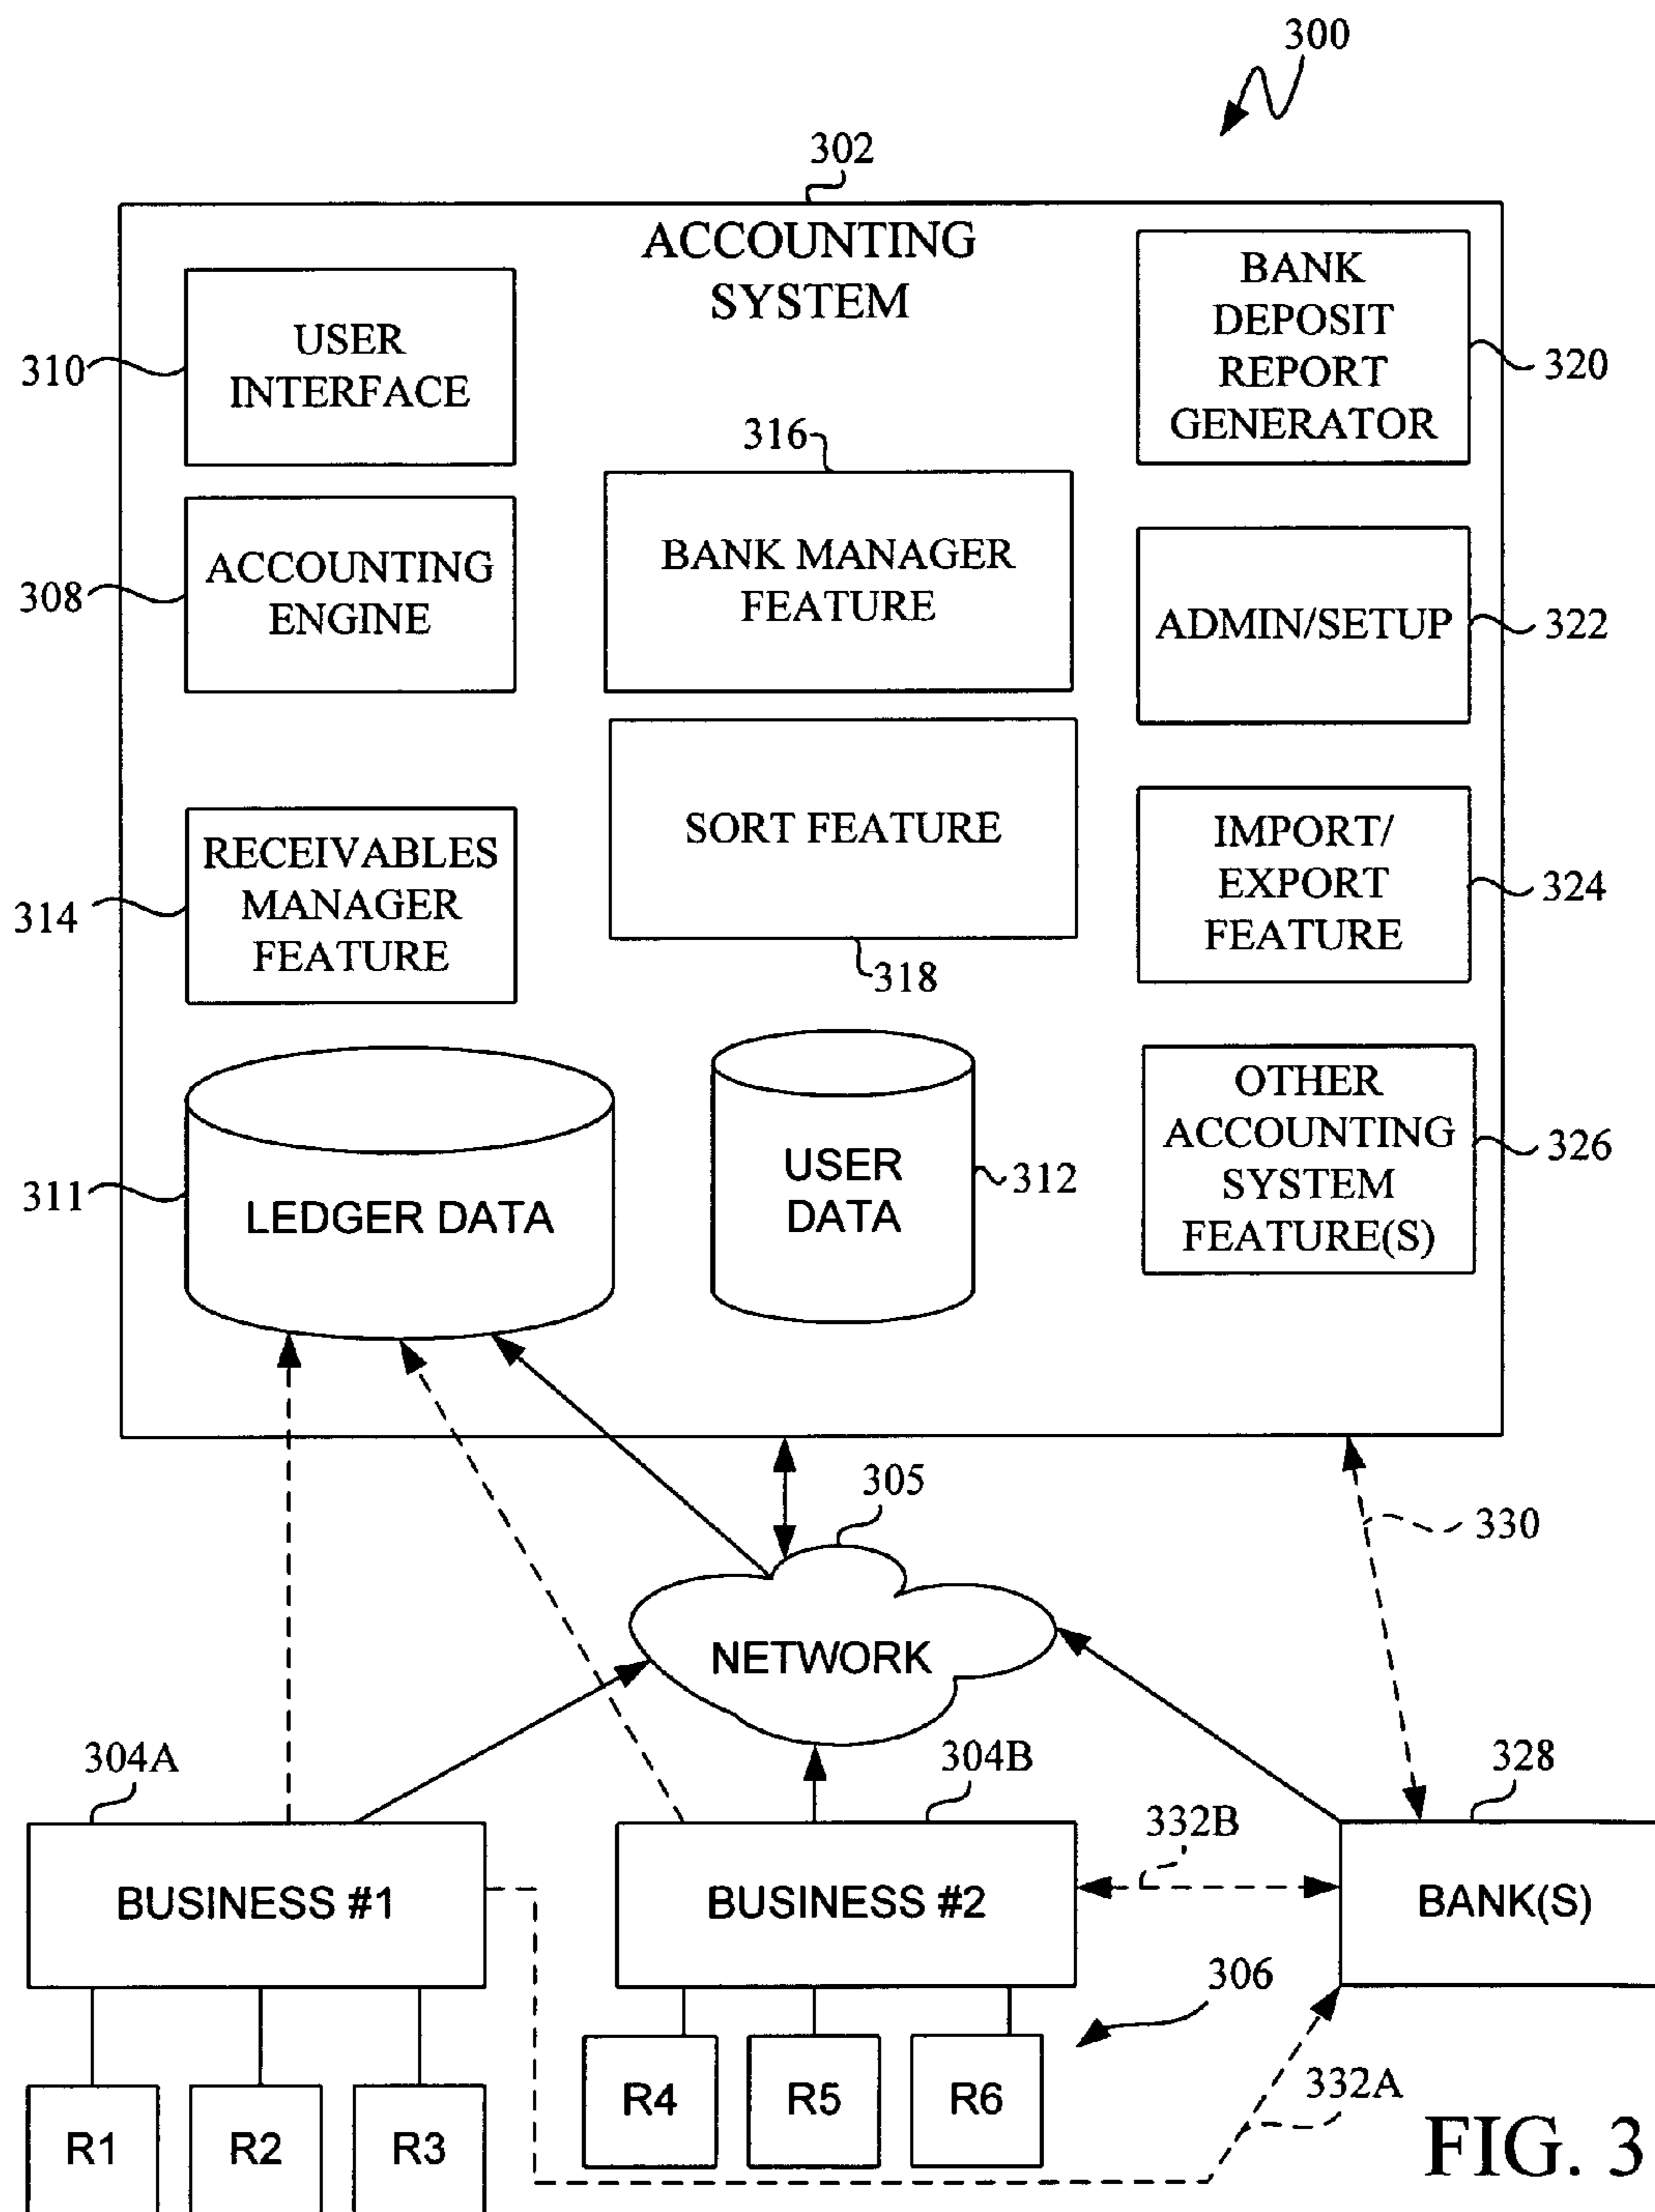 300
302
ACCOUNTING
SYSTEM
310
USER
INTERFACE
BANK
DEPOSIT
REPORT
GENERATOR
320
316
308
ACCOUNTING
ENGINE
BANK MANAGER
FEATURE
ADMIN/SETUP
322
314
RECEIVABLES
MANAGER
FEATURE
SORT FEATURE
318
IMPORT/
EXPORT
FEATURE
324
311
LEDGER DATA
USER
DATA
312
OTHER
ACCOUNTING
SYSTEM
FEATURE(S)
326
305
330
NETWORK
304A
304B
328
332B
BUSINESS #1
BUSINESS #2
BANK(S)
306
R4
R5
R6
332A
R1
R2
R3
FIG. 3